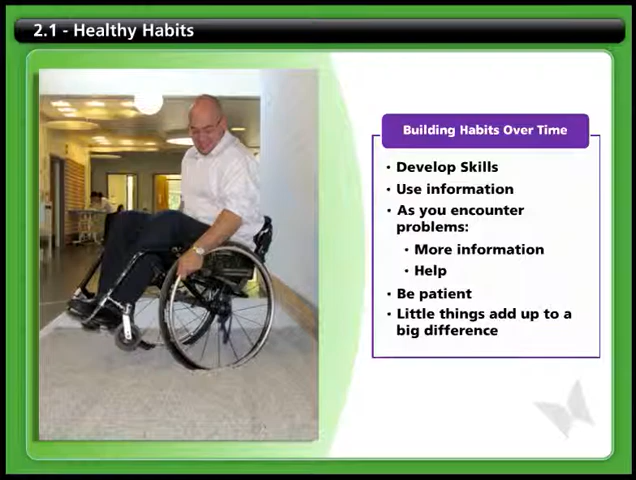 2.1 - Healthy Habits
Building Habits Over Time
• Develop Skills
• Use information
• As you encounter
problems:
• More information
• Help
• Be patient
• Little things add up to a
big difference